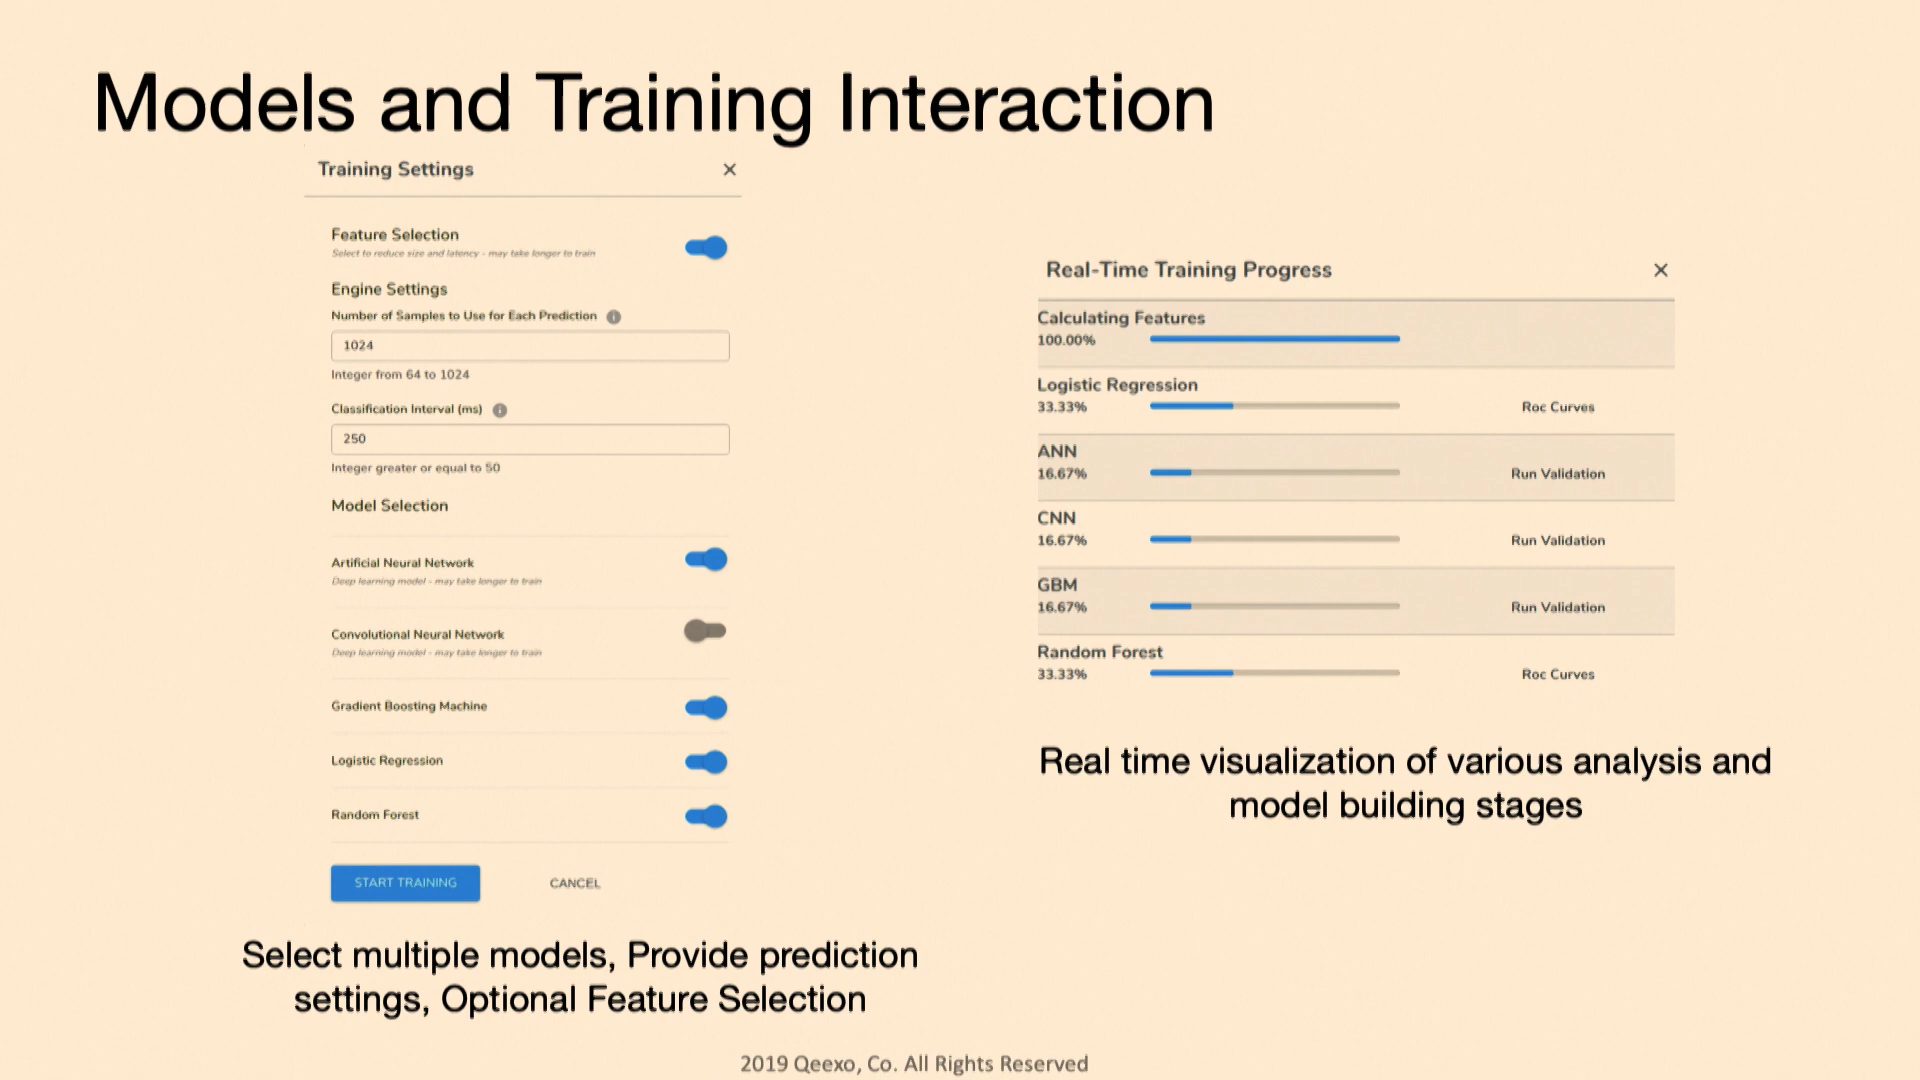 Models and Training Interaction
Training Settings
Feature Selection
Select to reduce size and latency - may take longer to train
Engine Settings
Number of Samples to Use for Each Prediction
1024
Integer from 64 to 1024
Classification Interval (ms)
250
Integer greater or equal to 50
Model Selection
Artificial Neural Network
Deep learning model - may take longer to train
Convolutional Neural Network
Deep learning model - may take longer to train
Gradient Boosting Machine
Logistic Regression
Random Forest
START TRAINING CANCEL
Select multiple models, Provide prediction
settings, Optional Feature Selection
Real-Time Training Progress
Calculating Features
100.00%
Logistic Regression
33.33% Roc Curves
ANN
16.67% Run Validation
CNN
16.67% Run Validation
GBM
16.67% Run Validation
Random Forest
33.33% Roc Curves
Real time visualization of various analysis and
model building stages
2019 Qeexo, Co. All Rights Reserved